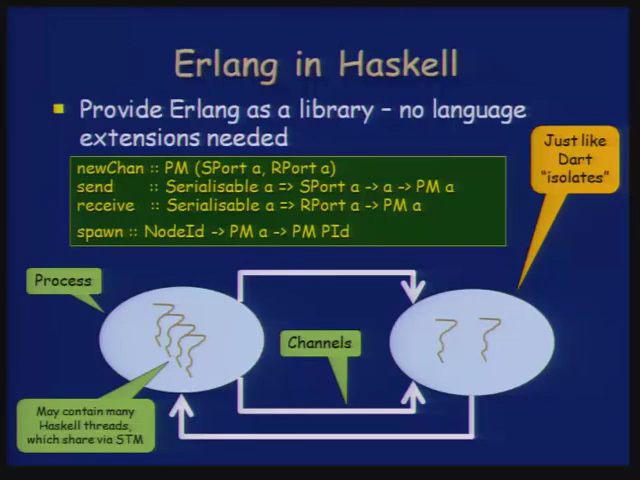 Erlang in Haskell
Provide Erlang as a library – no language
extensions needed
Just like
Dart
"isolates"
newChan :: PM (SPort a, RPort a)
send :: Serialisable a => SPort a -> a -> PM a
receive :: Serialisable a => RPort a -> PM a
spawn :: NodeId -> PM a -> PM PId
Process
Channels
May contain many
Haskell threads,
which share via STM